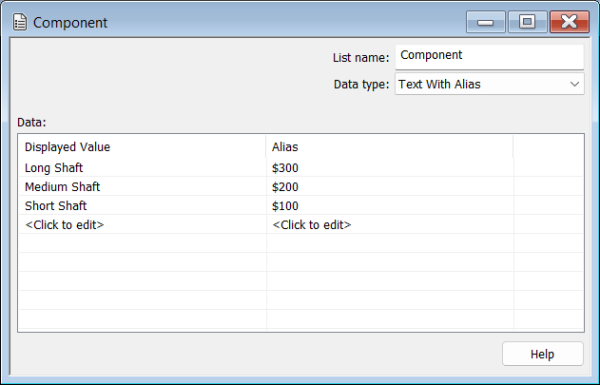 Component
List name: Component
Data type: Text With Alias
Data:
Displayed Value Alias
Long Shaft $300
Medium Shaft $200
Short Shaft $100
<Click to edit> <Click to edit>
Help